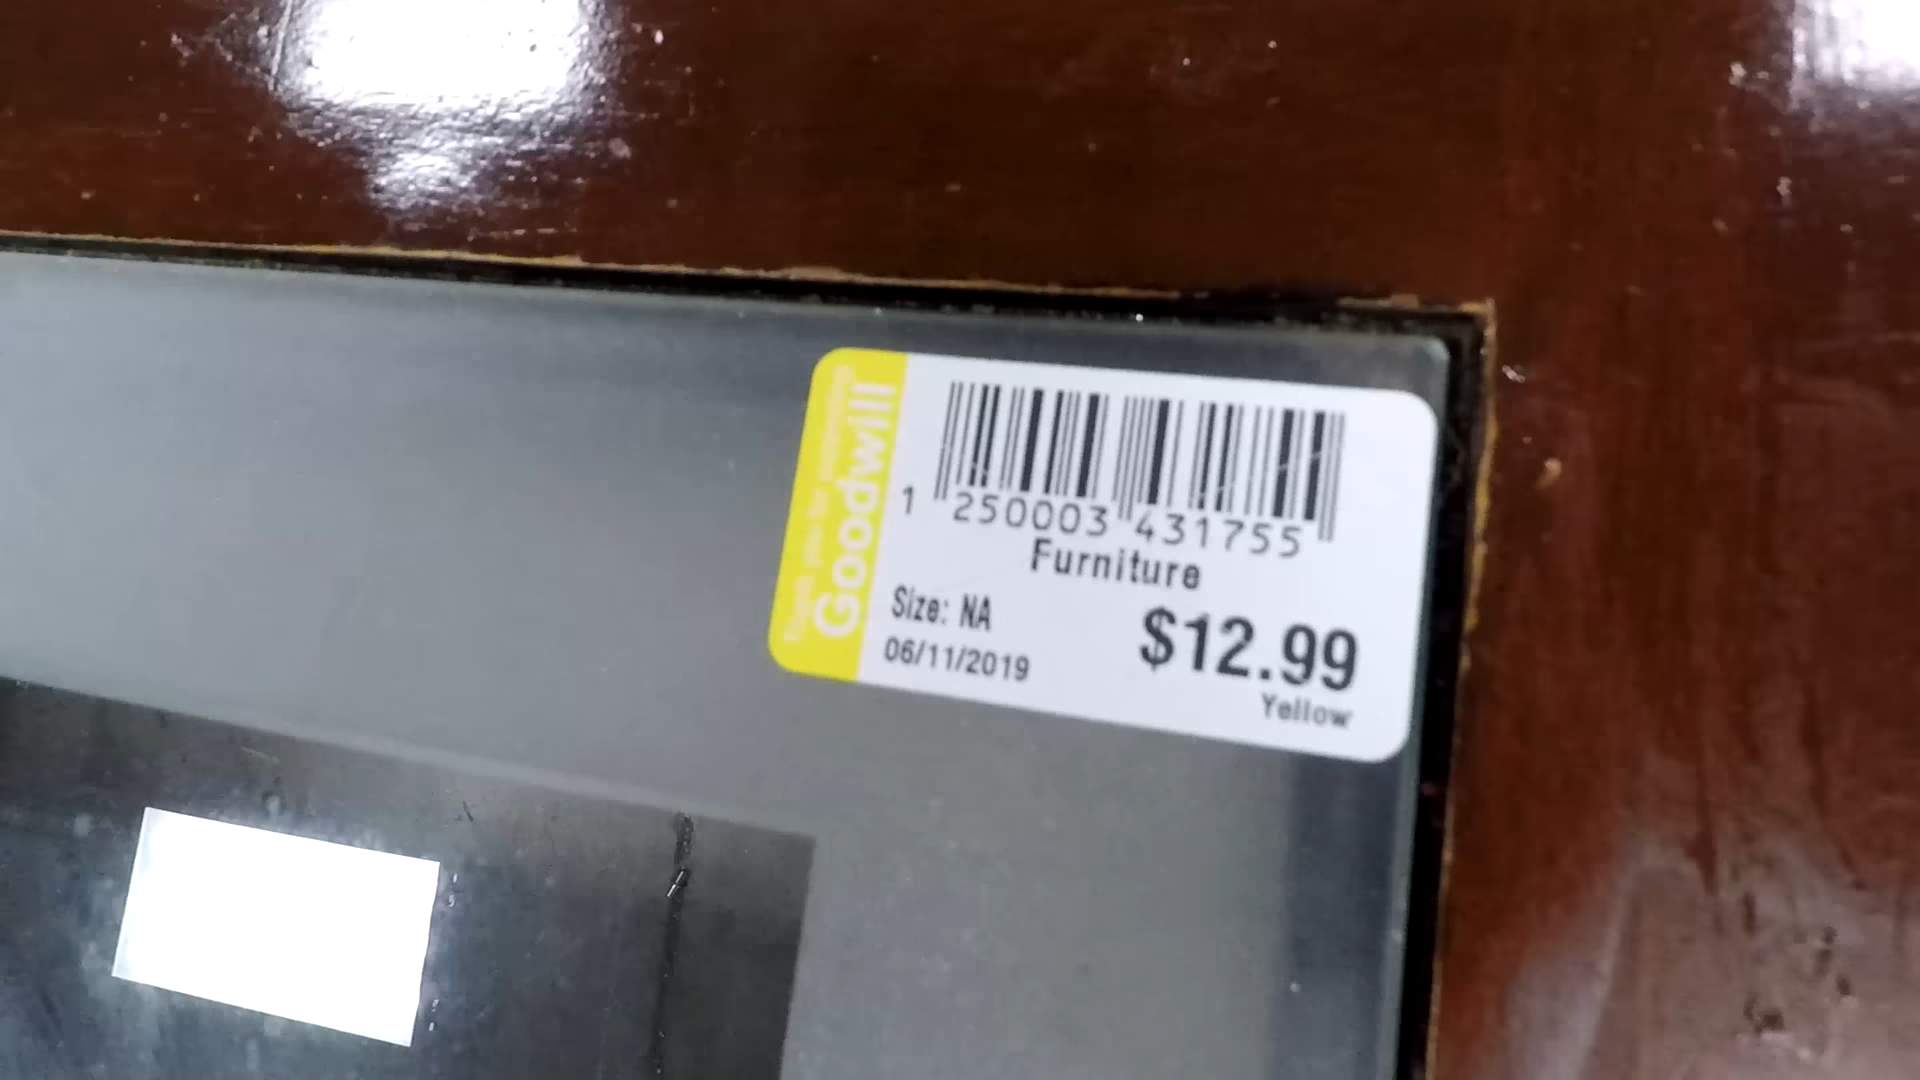 Goodwill
1 250003 431755
Furniture
Size: NA
$12.99
06/11/2019
Yellow